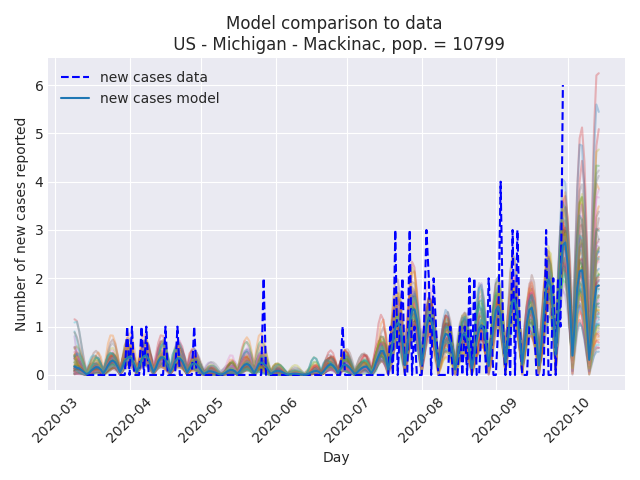 Model comparison to data
US - Michigan - Mackinac, pop. = 10799
new cases data
new cases model
Number of new cases reported
6
5
4
3
2
1
0
2020-03
2020-04
2020-05
2020-06
2020-07
2020-08
2020-09
2020-10
Day